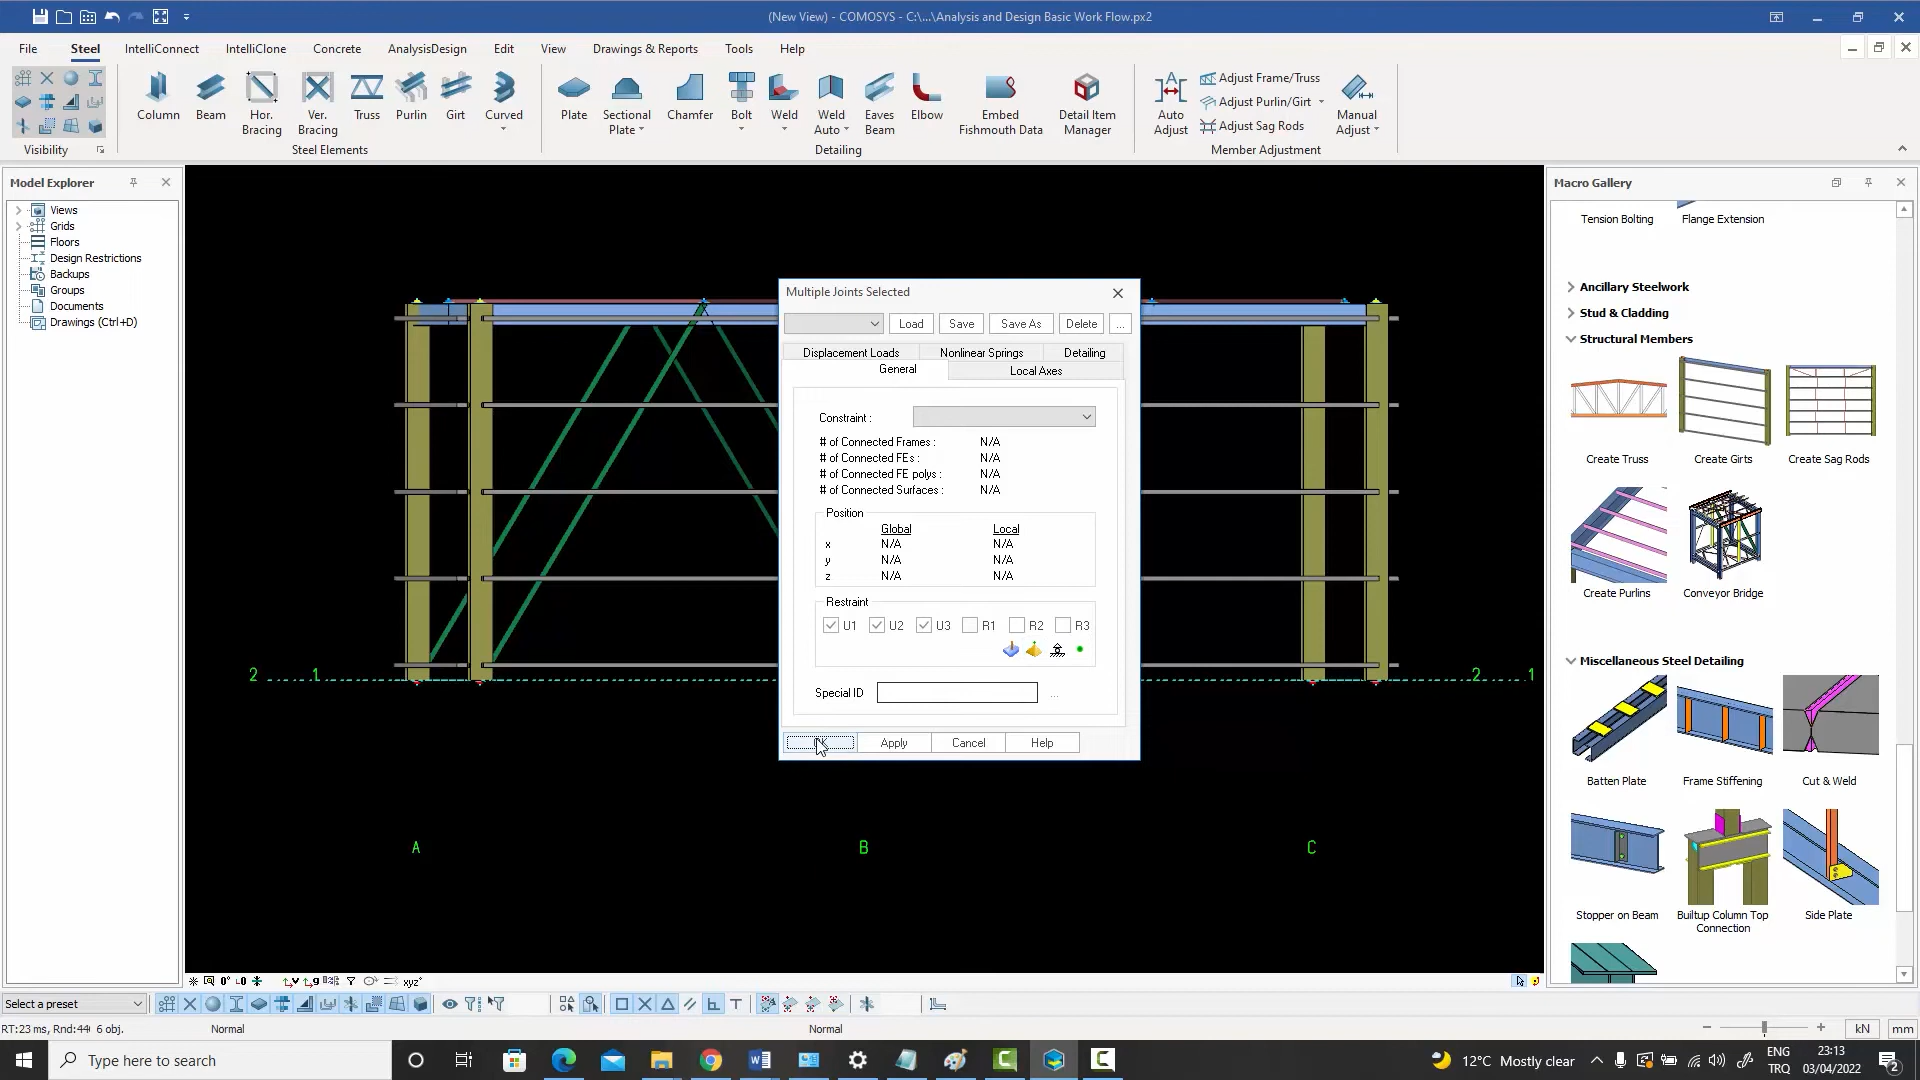 (New View) - COMOSYS - C:\...\Analysis and Design Basic Work Flow.px2
File
Steel
IntelliConnect
IntelliClone
Concrete
AnalysisDesign
Edit
View
Drawings & Reports
Tools
Help
Column
Beam
Hor.
Bracing
Ver.
Bracing
Truss
Purlin
Girt
Curved
Plate
Sectional
Plate
Chamfer
Bolt
Weld
Weld
Auto
Eaves
Beam
Elbow
Embed
Fishmouth Data
Detail Item
Manager
Auto
Adjust
Adjust Frame/Truss
Adjust Purlin/Girt
Adjust Sag Rods
Manual
Adjust
Visibility
Steel Elements
Detailing
Member Adjustment
Model Explorer
Views
Grids
Floors
Design Restrictions
Backups
Groups
Documents
Drawings (Ctrl+D)
2
1
A
B
C
2
1
Multiple Joints Selected
Load
Save
Save As
Delete
...
Displacement Loads
Nonlinear Springs
Detailing
General
Local Axes
Constraint :
# of Connected Frames : N/A
# of Connected FEs : N/A
# of Connected FE polys : N/A
# of Connected Surfaces : N/A
Position
Global Local
x N/A N/A
y N/A N/A
z N/A N/A
Restraint
U1 U2 U3 R1 R2 R3
Special ID
...
Apply
Cancel
Help
Macro Gallery
Tension Bolting
Flange Extension
Ancillary Steelwork
Stud & Cladding
Structural Members
Create Truss
Create Girts
Create Sag Rods
Create Purlins
Conveyor Bridge
Miscellaneous Steel Detailing
Batten Plate
Frame Stiffening
Cut & Weld
Stopper on Beam
Builtup Column Top
Connection
Side Plate
xyz
Select a preset
RT:23 ms, Rnd:44 6 obj.
Normal
Normal
kN
mm
Type here to search
12°C Mostly clear
ENG
TRQ
23:13
03/04/2022
2